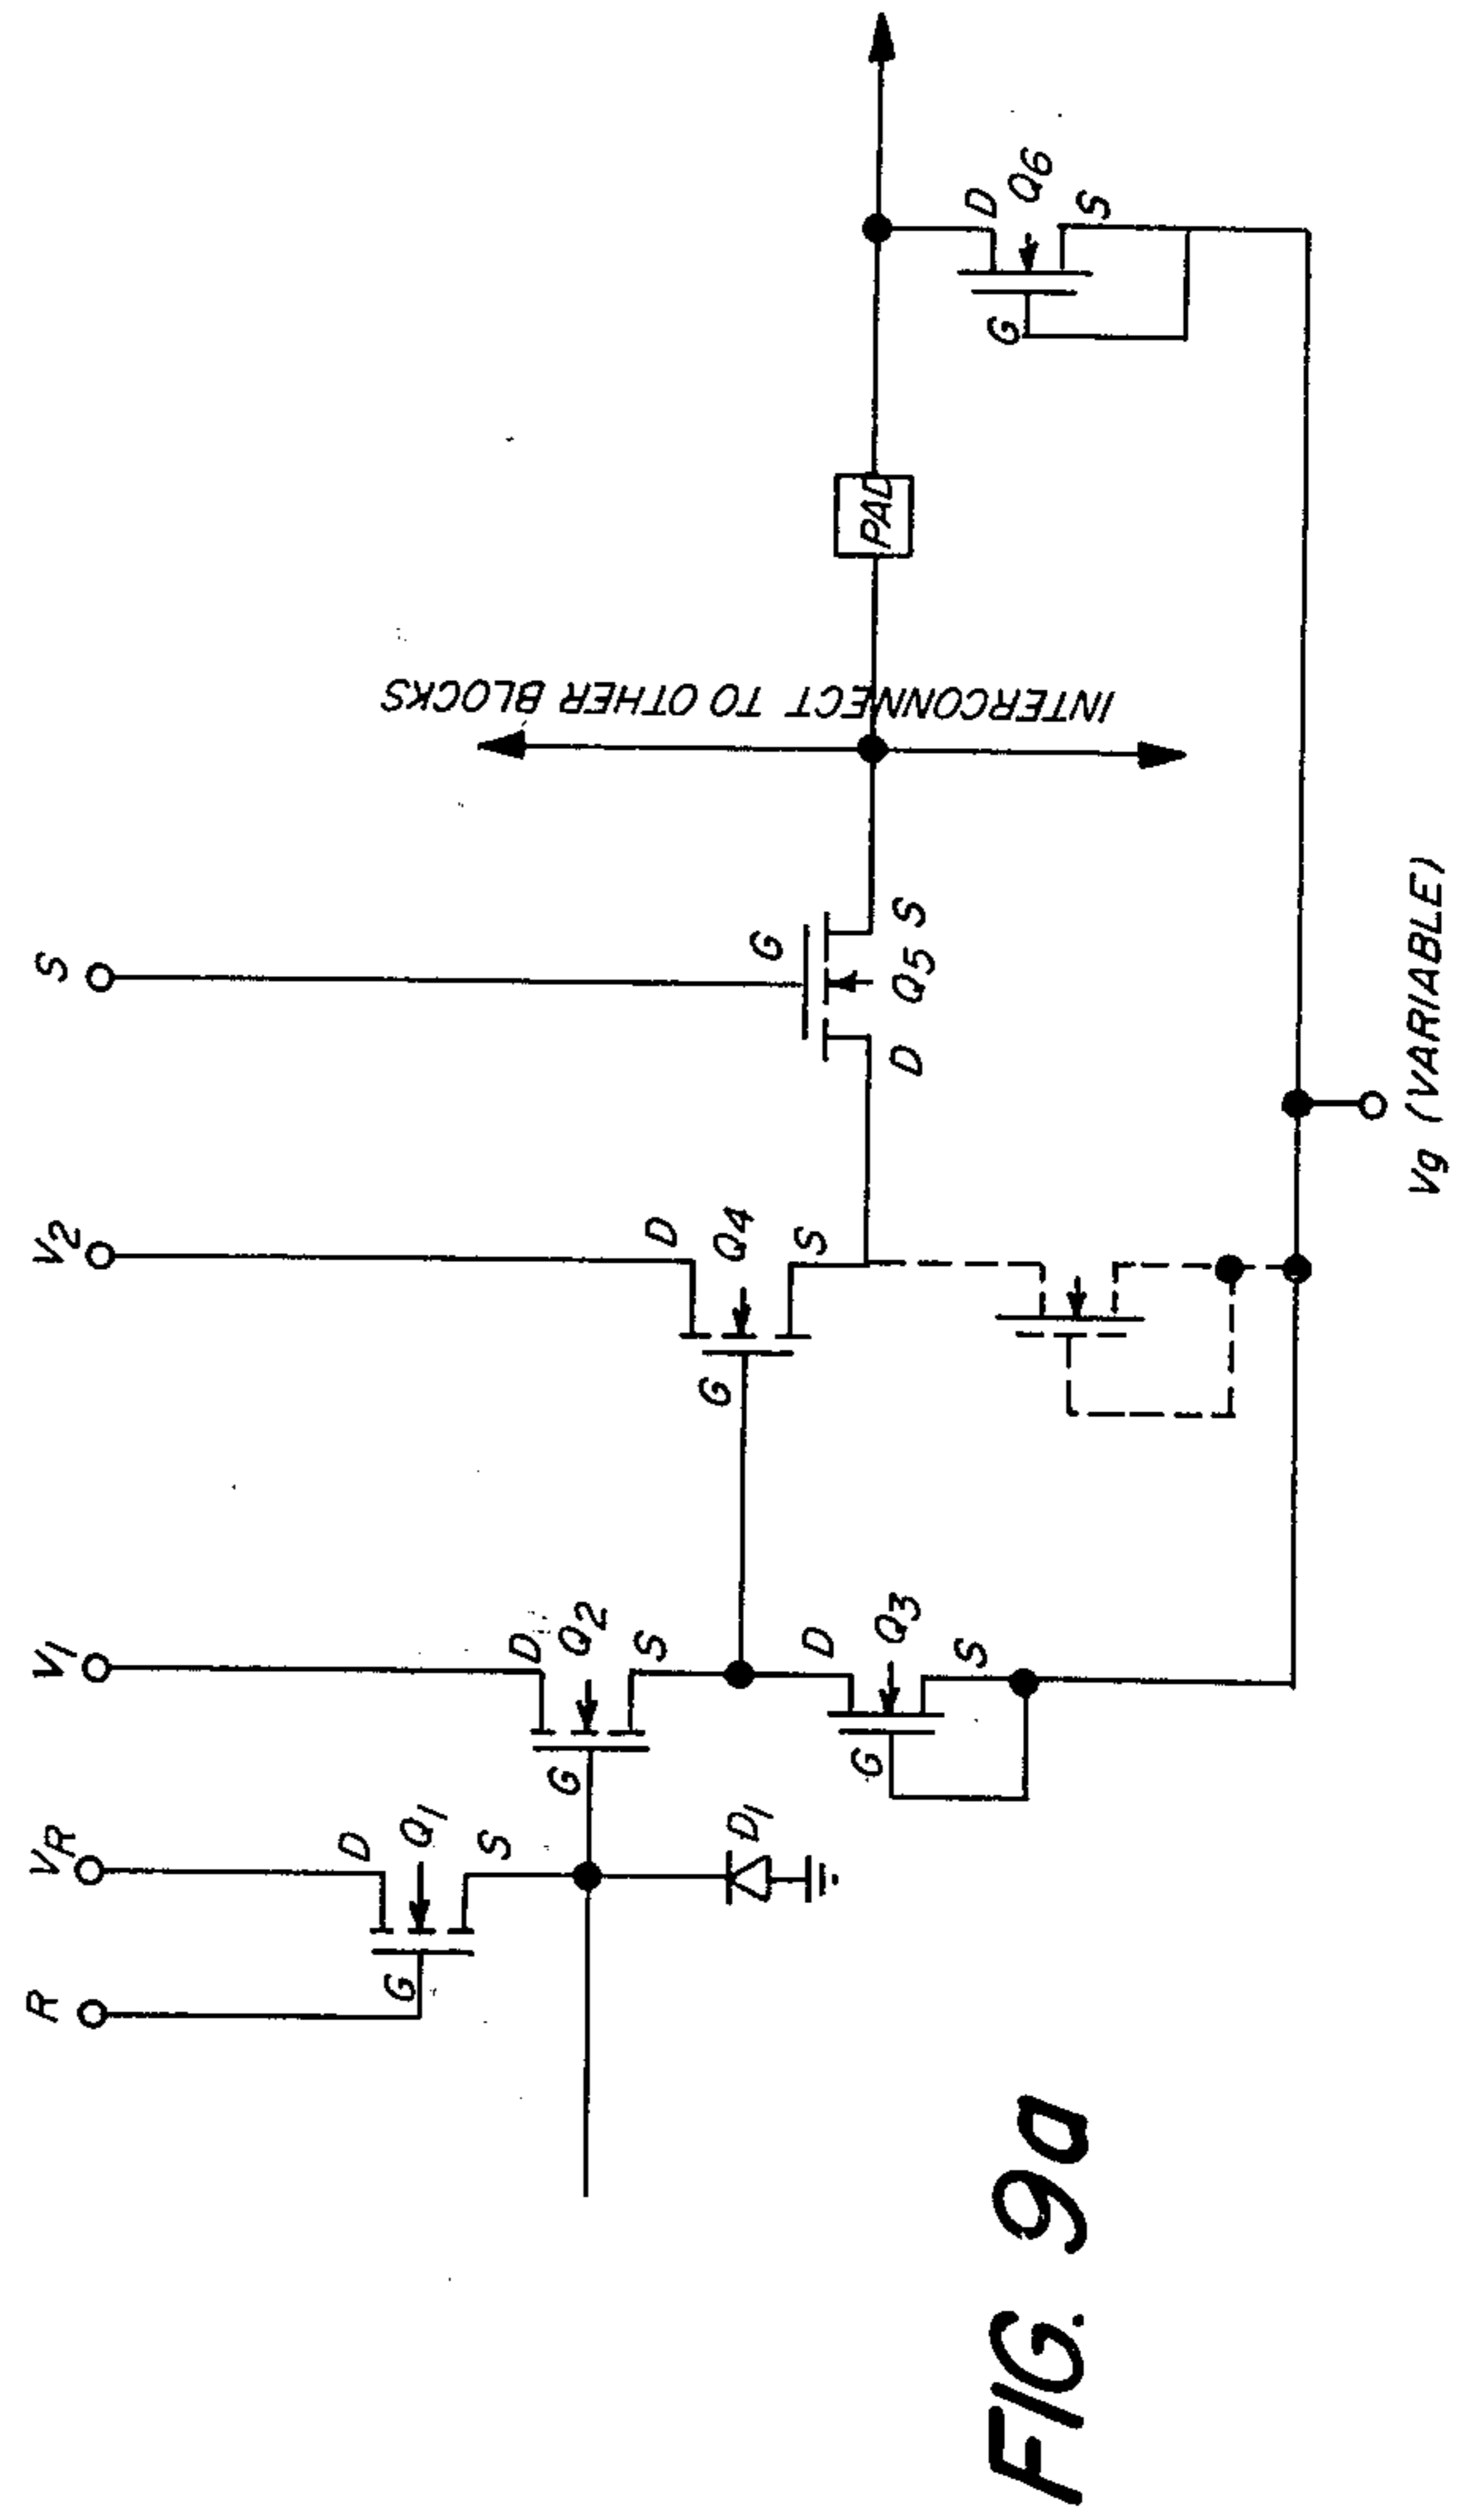 R
VR
V1
V2
S
D
Q1
S
G
D
Q2
S
G
D1
D
Q3
S
G
D
Q4
S
G
G
D
Q5
S
INTERCONNECT TO OTHER BLOCKS
PAD
D
Q6
S
G
Vg (VARIABLE)
FIG. 9a